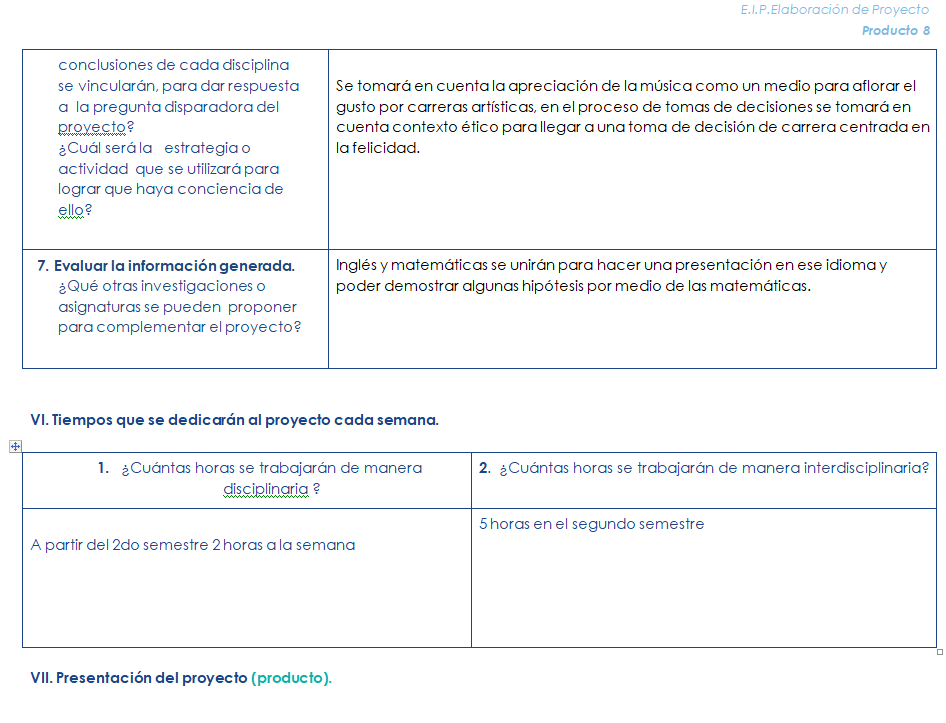 E.I.P.Elaboración de Proyecto
Producto 8
conclusiones de cada disciplina
se vincularán, para dar respuesta
a la pregunta disparadora del
proyecto?
¿Cuál será la estrategia o
actividad que se utilizará para
lograr que haya conciencia de
ello?
Se tomará en cuenta la apreciación de la música como un medio para aflorar el
gusto por carreras artísticas, en el proceso de tomas de decisiones se tomará en
cuenta contexto ético para llegar a una toma de decisión de carrera centrada en
la felicidad.
7. Evaluar la información generada.
¿Qué otras investigaciones o
asignaturas se pueden proponer
para complementar el proyecto?
Inglés y matemáticas se unirán para hacer una presentación en ese idioma y
poder demostrar algunas hipótesis por medio de las matemáticas.
VI. Tiempos que se dedicarán al proyecto cada semana.
1. ¿Cuántas horas se trabajarán de manera
disciplinaria ?
2. ¿Cuántas horas se trabajarán de manera interdisciplinaria?
A partir del 2do semestre 2 horas a la semana
5 horas en el segundo semestre
VII. Presentación del proyecto (producto).